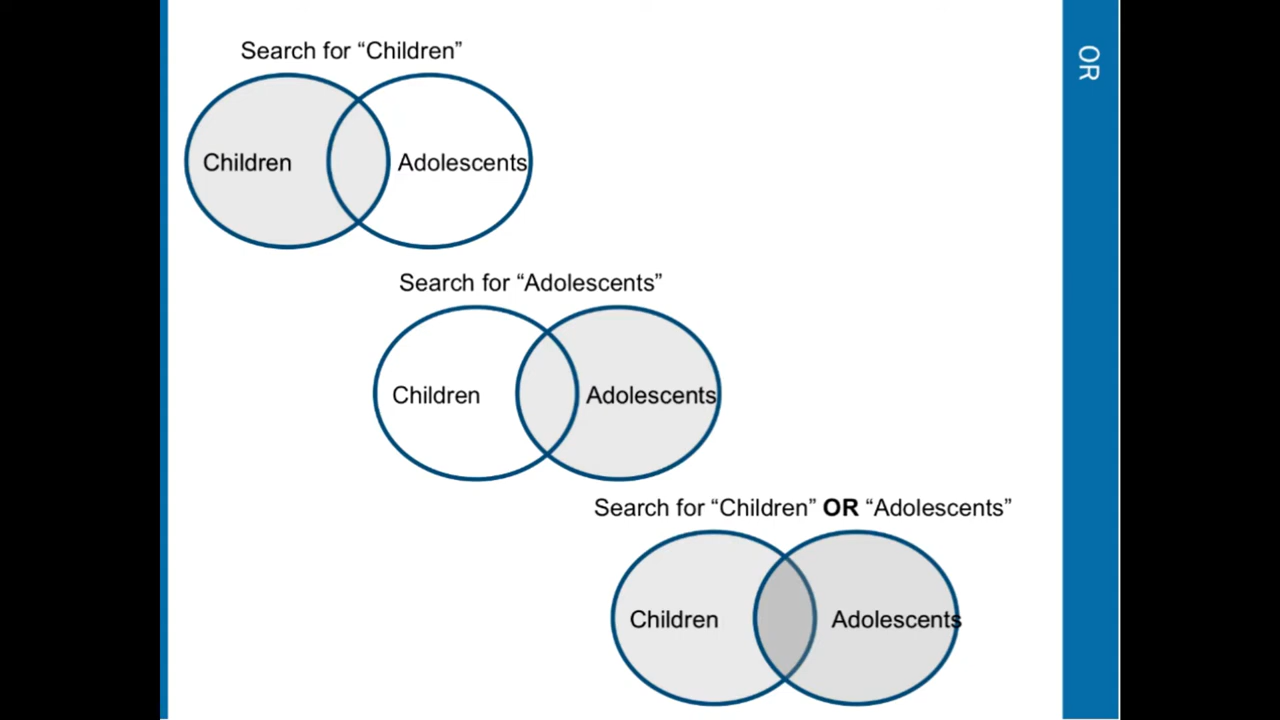 Search for “Children”
Children
Adolescents
Search for “Adolescents”
Children
Adolescents
Search for “Children” OR “Adolescents”
Children
Adolescents
OR